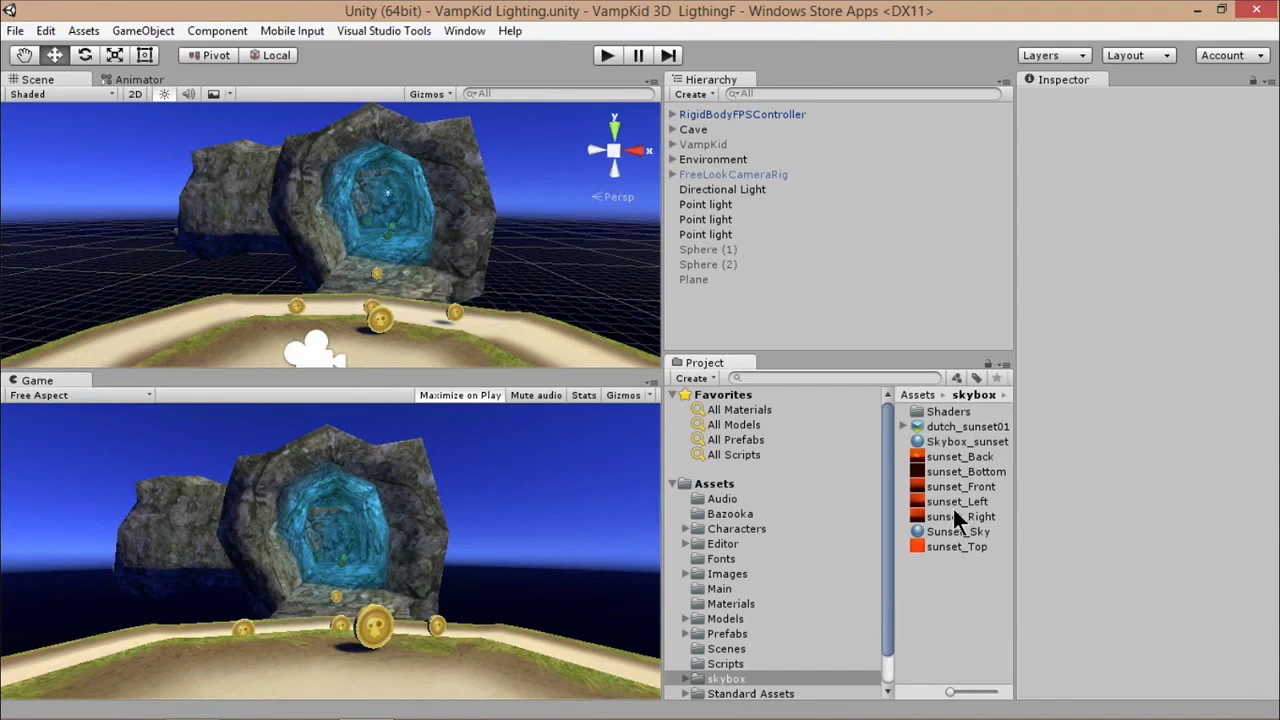 Unity (64bit) - VampKid Lighting.unity - VampKid 3D  LigthingF - Windows Store Apps <DX11>
File Edit Assets GameObject Component Mobile Input Visual Studio Tools Window Help
Pivot Local Layers Layout Account
Scene Animator
Shaded 2D Gizmos All
y
x
Persp
Hierarchy
Create All
RigidBodyFPSController
Cave
VampKid
Environment
FreeLookCameraRig
Directional Light
Point light
Point light
Point light
Sphere (1)
Sphere (2)
Plane
Inspector
Game
Free Aspect Maximize on Play Mute audio Stats Gizmos
Project
Create
Favorites
All Materials
All Models
All Prefabs
All Scripts
Assets
Audio
Bazooka
Characters
Editor
Fonts
Images
Main
Materials
Models
Prefabs
Scenes
Scripts
skybox
Standard Assets
Assets skybox
Shaders
dutch_sunset01
Skybox_sunset
sunset_Back
sunset_Bottom
sunset_Front
sunset_Left
sunset_Right
Sunset_Sky
sunset_Top